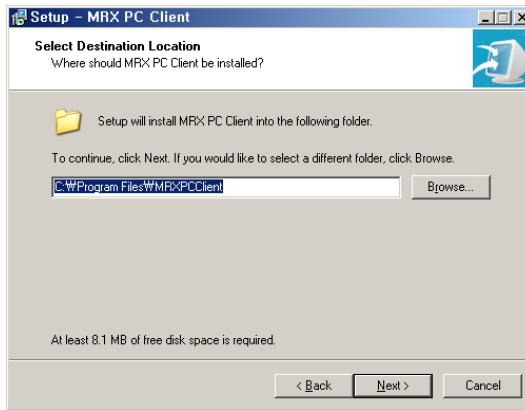 Setup - MRX PC Client
Select Destination Location
Where should MRX PC Client be installed?
Setup will install MRX PC Client into the following folder.
To continue, click Next. If you would like to select a different folder, click Browse.
C:₩Program Files₩MRXPCClient
Browse...
At least 8.1 MB of free disk space is required.
< Back
Next >
Cancel